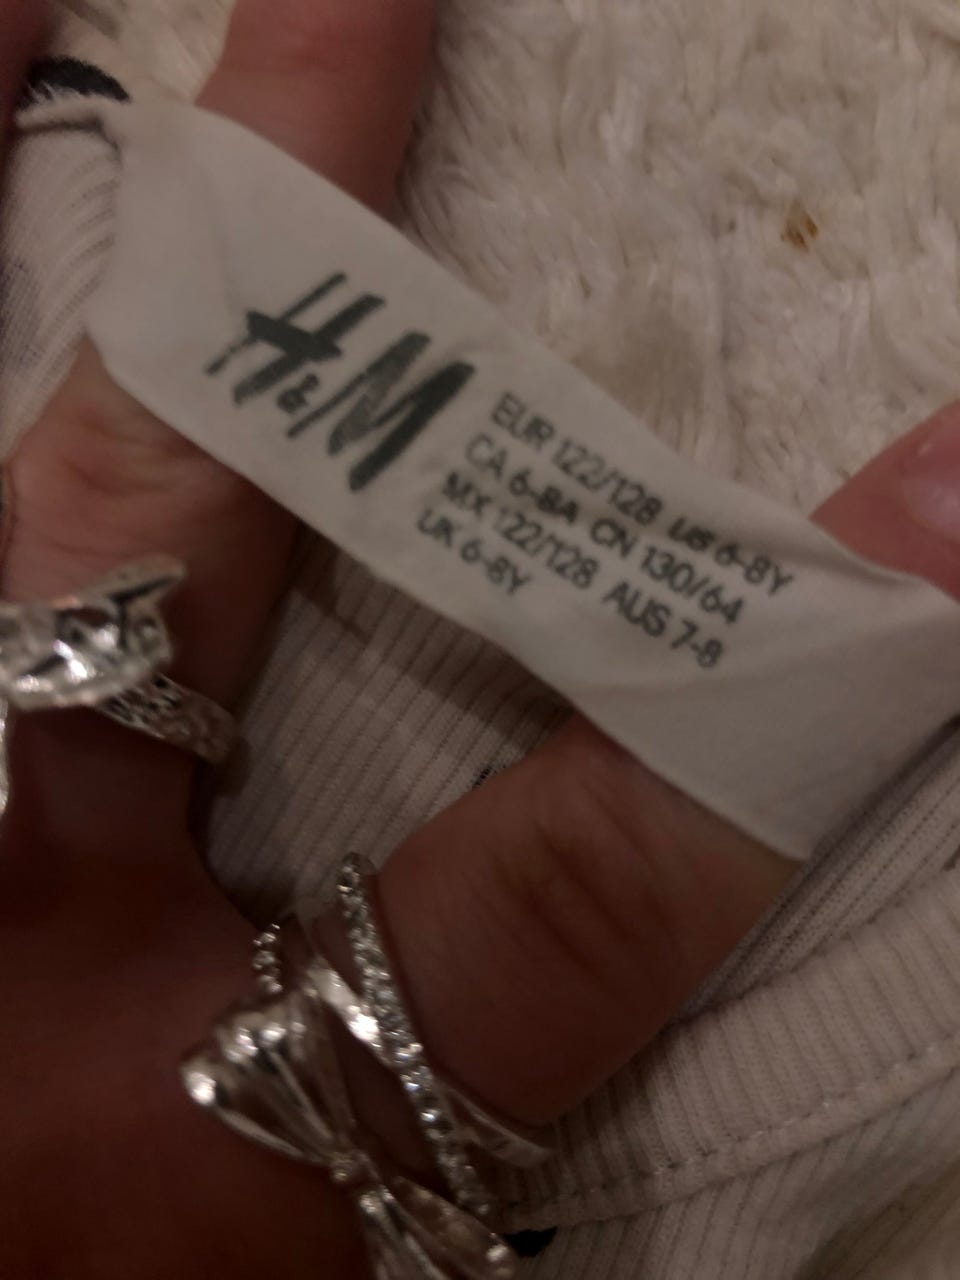 H&M
EUR 122/128 US 6-8Y
CA 6-8A CN 130/64
MX 122/128 AUS 7-8
UK 6-8Y